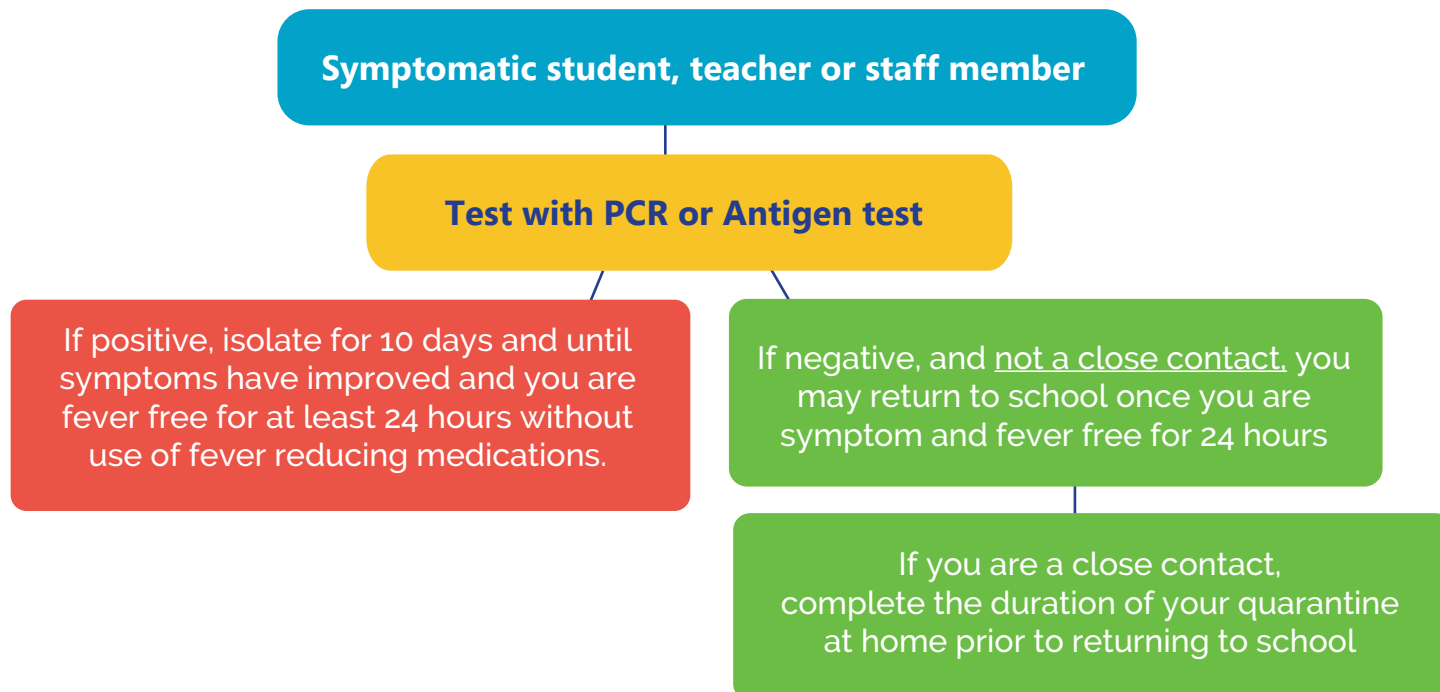 Symptomatic student, teacher or staff member
Test with PCR or Antigen test
If positive, isolate for 10 days and until
symptoms have improved and you are
fever free for at least 24 hours without
use of fever reducing medications.
If negative, and not a close contact, you
may return to school once you are
symptom and fever free for 24 hours
If you are a close contact,
complete the duration of your quarantine
at home prior to returning to school